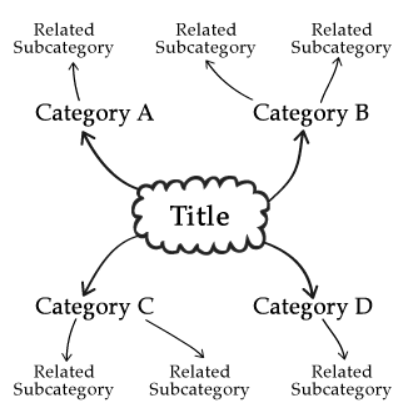 Related
Subcategory
Related
Subcategory
Related
Subcategory
Category A
Category B
Title
Category C
Category D
Related
Subcategory
Related
Subcategory
Related
Subcategory